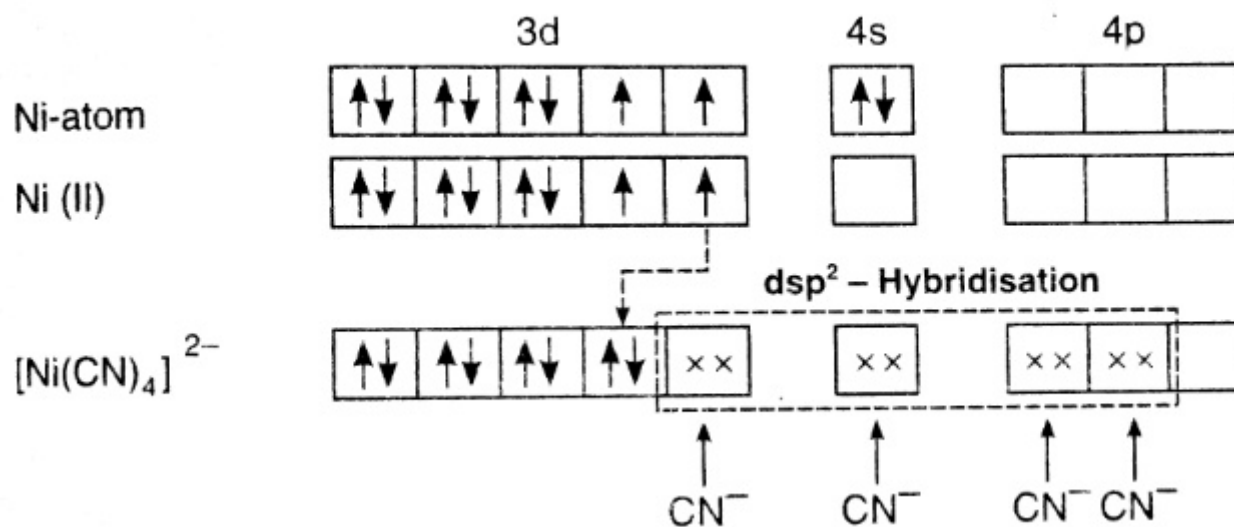 3d 4s 4p
Ni-atom
Ni (II)
dsp² – Hybridisation
[Ni(CN)₄]²⁻
×× ×× ×× ××
CN⁻ CN⁻ CN⁻ CN⁻